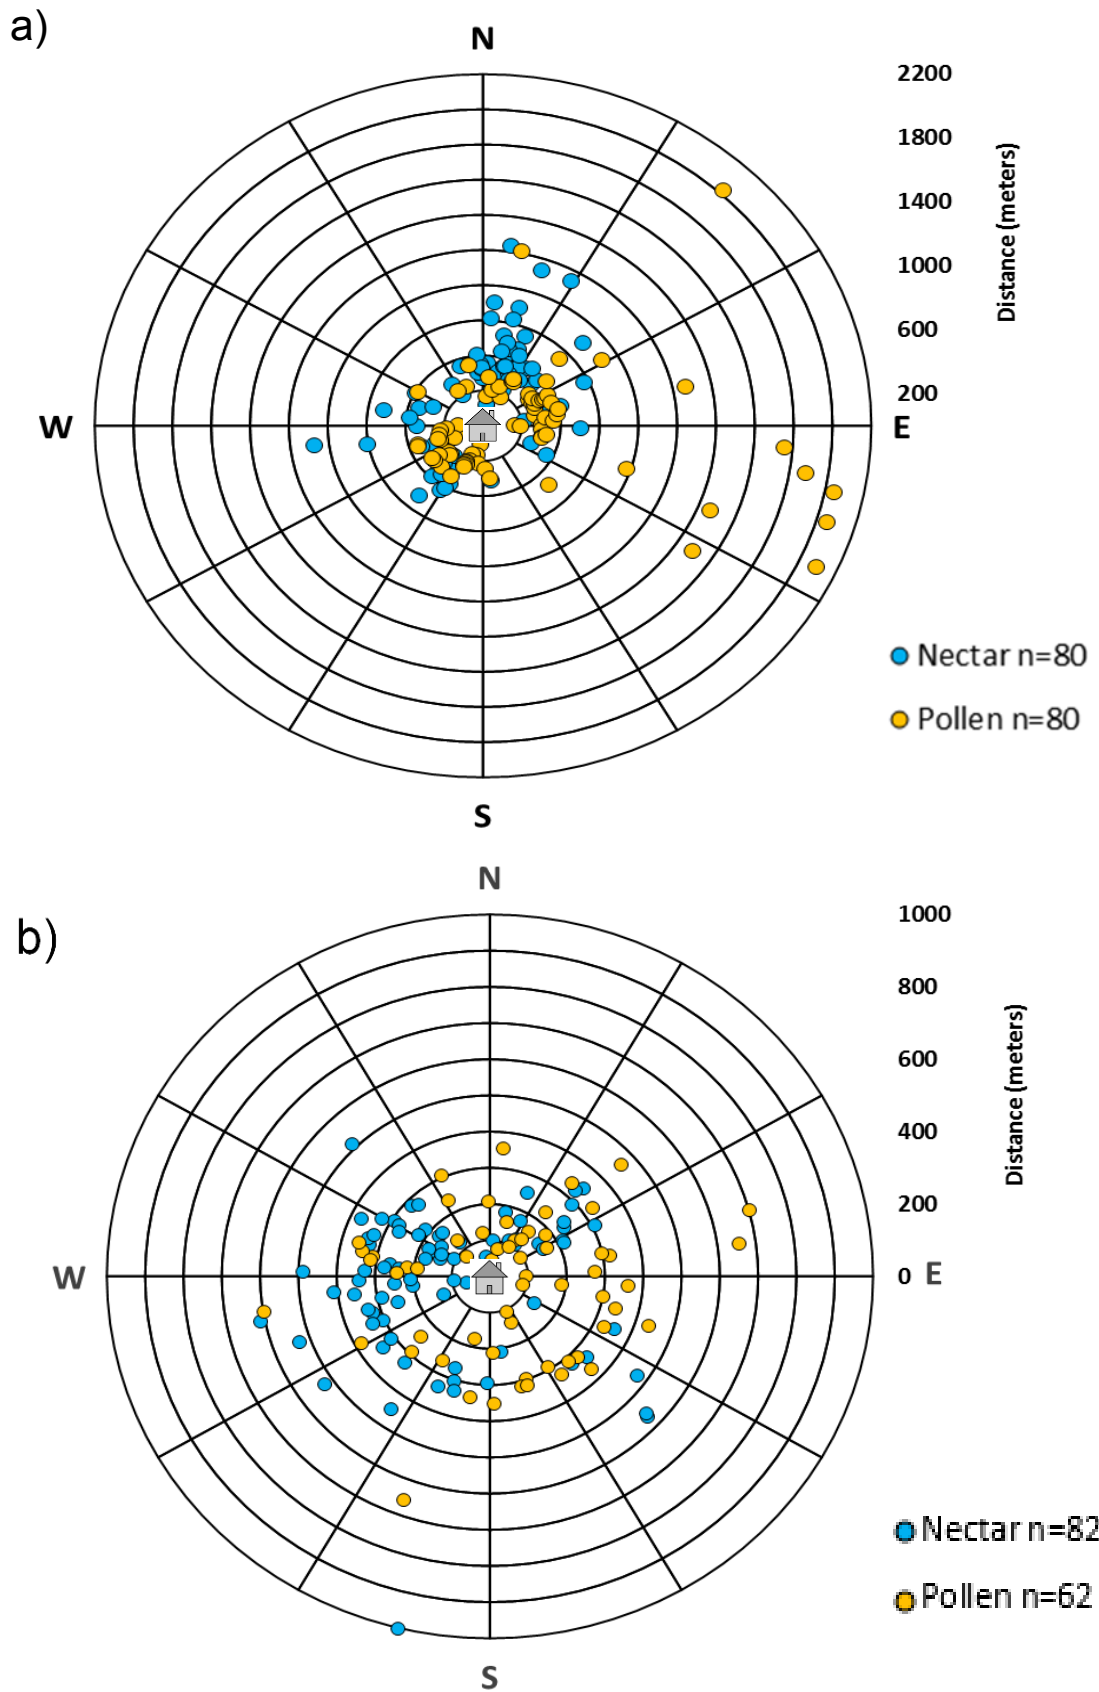 a)
N
2200
1800
1400
1000
600
200
Distance (meters)
W
E
Nectar n=80
Pollen n=80
S
N
b)
1000
800
600
400
200
0
Distance (meters)
W
E
Nectar n=82
Pollen n=62
S